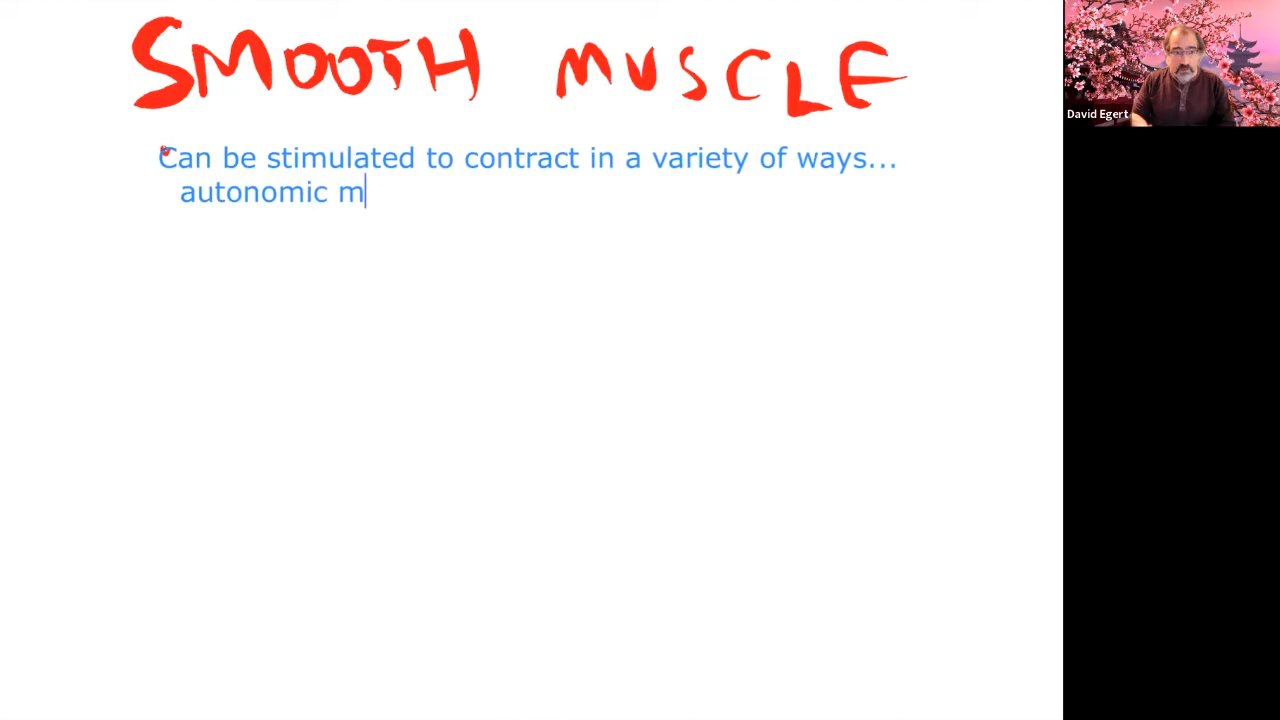 SMOOTH MUSCLE
Can be stimulated to contract in a variety of ways...
autonomic m
David Egert